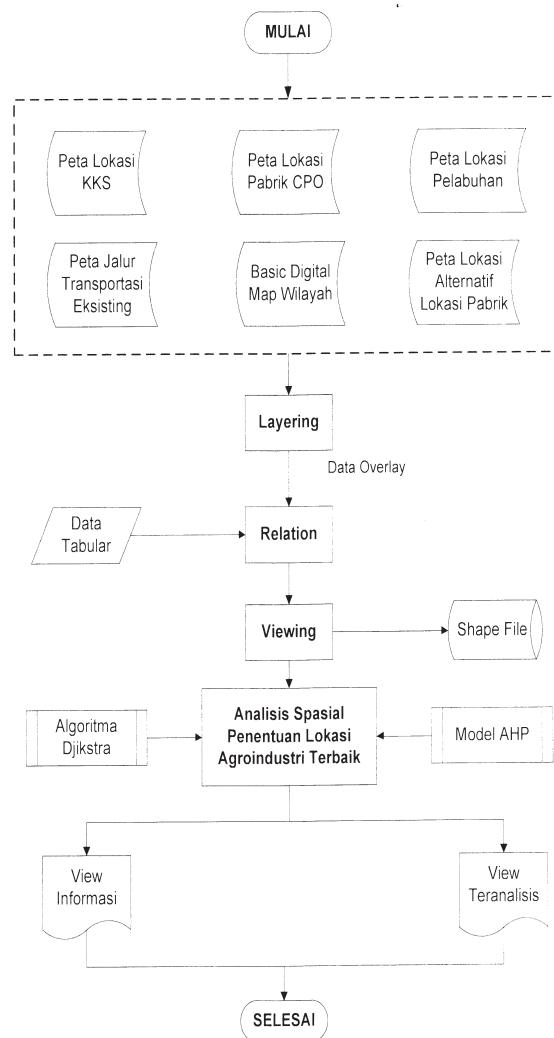 MULAI
Peta Lokasi
KKS
Peta Lokasi
Pabrik CPO
Peta Lokasi
Pelabuhan
Peta Jalur
Transportasi
Eksisting
Basic Digital
Map Wilayah
Peta Lokasi
Alternatif
Lokasi Pabrik
Layering
Data Overlay
Data
Tabular
Relation
Viewing
Shape File
Algoritma
Djikstra
Analisis Spasial
Penentuan Lokasi
Agroindustri Terbaik
Model AHP
View
Informasi
View
Teranalisis
SELESAI